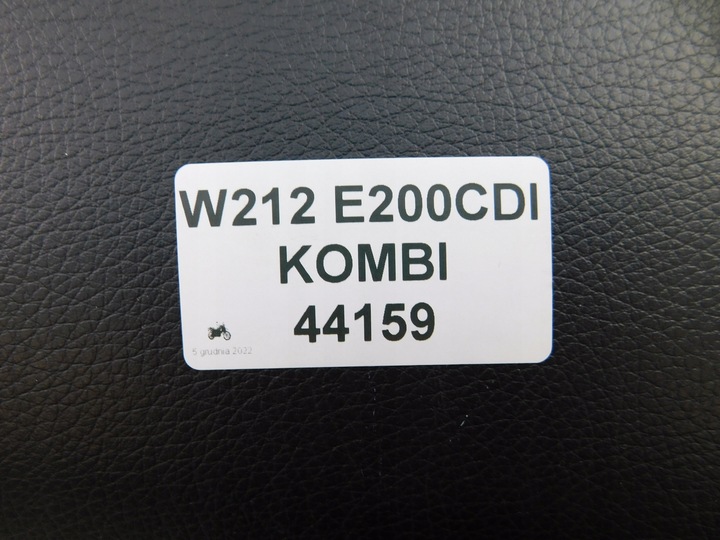 W212 E200CDI
KOMBI
44159
5 grudnia 2022